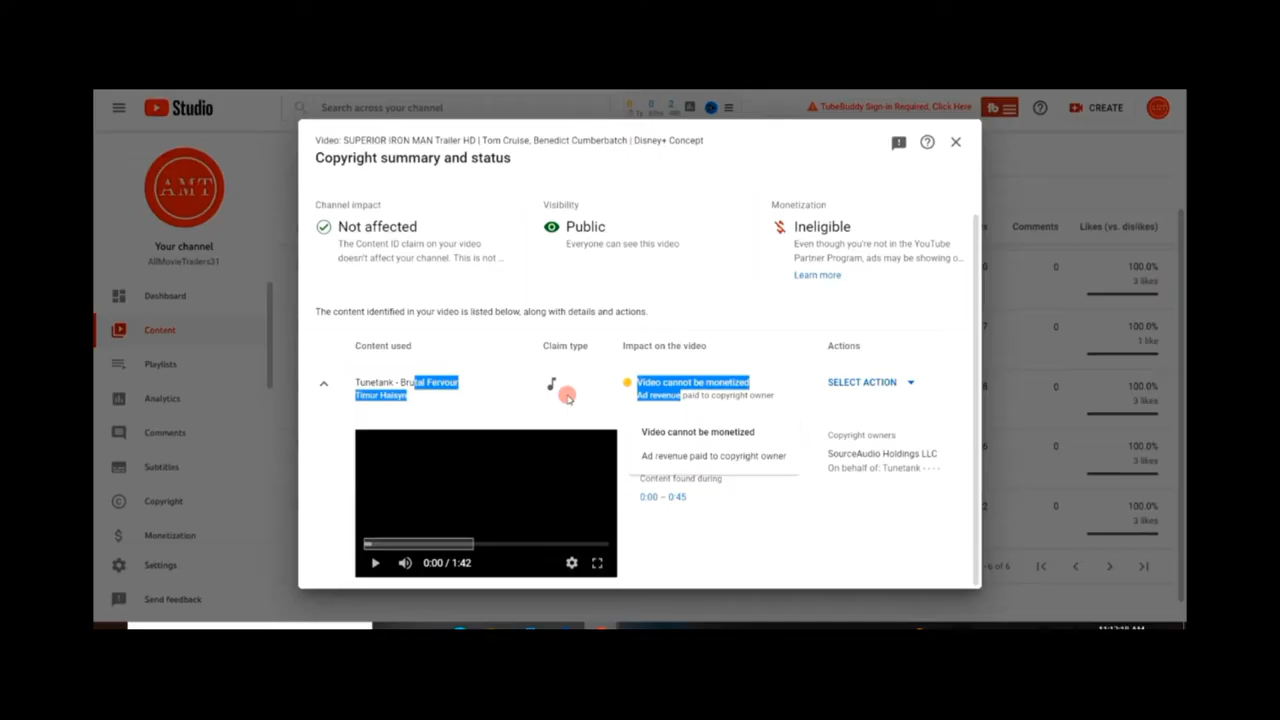 Studio
Search across your channel
TubeBuddy Sign-in Required, Click Here
CREATE
AMT
Your channel
AllMovieTraders31
Dashboard
Content
Playlists
Analytics
Comments
Subtitles
Copyright
Monetization
Settings
Send feedback
Video: SUPERIOR IRON MAN Trailer HD | Tom Cruise, Benedict Cumberbatch | Disney+ Concept
Copyright summary and status
Channel impact
Not affected
The Content ID claim on your video
doesn't affect your channel. This is not ...
Visibility
Public
Everyone can see this video
Monetization
Ineligible
Even though you're not in the YouTube
Partner Program, ads may be showing o...
Learn more
The content identified in your video is listed below, along with details and actions.
Content used
Claim type
Impact on the video
Actions
Tunetank - Brutal Fervour
Timur Haisyn
Video cannot be monetized
Ad revenue paid to copyright owner
SELECT ACTION
Video cannot be monetized
Ad revenue paid to copyright owner
Content found during
0:00 – 0:45
Copyright owners
SourceAudio Holdings LLC
On behalf of: Tunetank - - - -
0:00 / 1:42
Comments
Likes (vs. dislikes)
0
100.0%
3 likes
0
100.0%
1 like
0
100.0%
3 likes
0
100.0%
3 likes
0
100.0%
3 likes
of 6